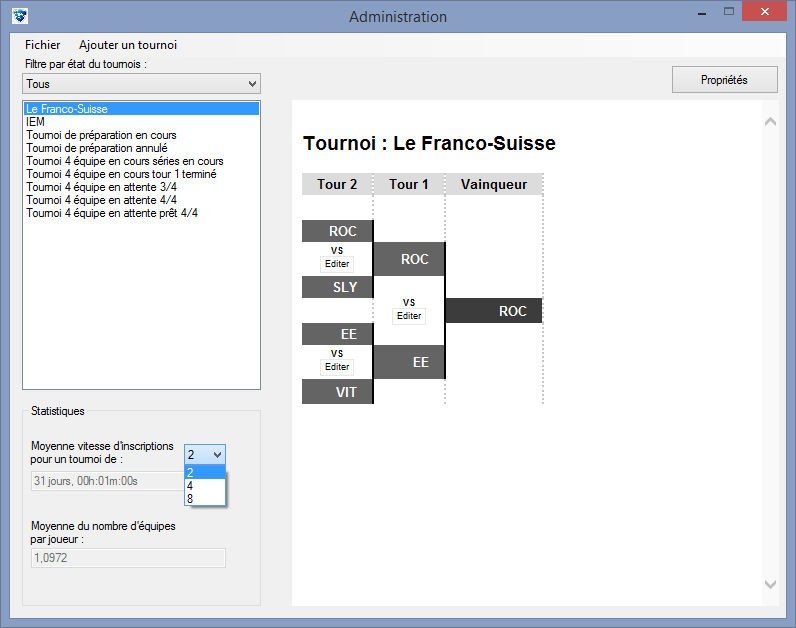 Administration
Fichier Ajouter un tournoi
Filtre par état du tournois :
Tous
Propriétés
Le Franco-Suisse
IEM
Tournoi de préparation en cours
Tournoi de préparation annulé
Tournoi 4 équipe en cours séries en cours
Tournoi 4 équipe en cours tour 1 terminé
Tournoi 4 équipe en attente 3/4
Tournoi 4 équipe en attente 4/4
Tournoi 4 équipe en attente prêt 4/4
Statistiques
Moyenne vitesse d'inscriptions
pour un tournoi de :
2
2
4
8
31 jours, 00h:01m:00s
Moyenne du nombre d'équipes
par joueur :
1,0972
Tournoi : Le Franco-Suisse
Tour 2 Tour 1 Vainqueur
ROC
VS
Editer
SLY
EE
VS
Editer
VIT
ROC
VS
Editer
EE
ROC